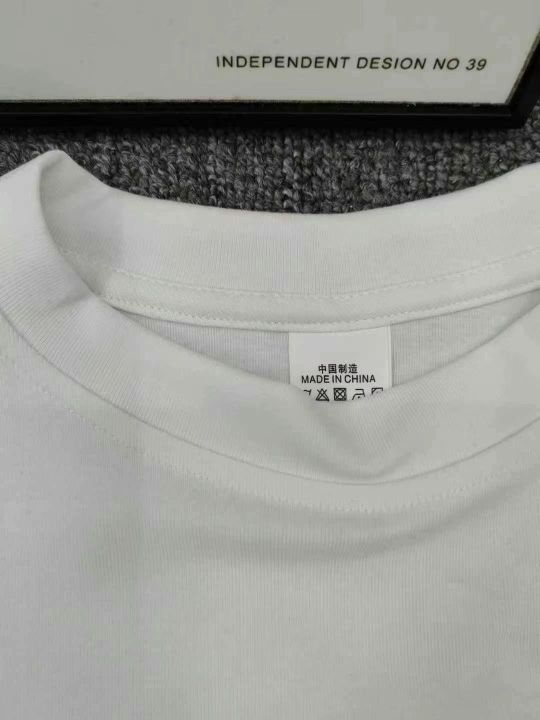 INDEPENDENT DESION NO 39
中国制造
MADE IN CHINA